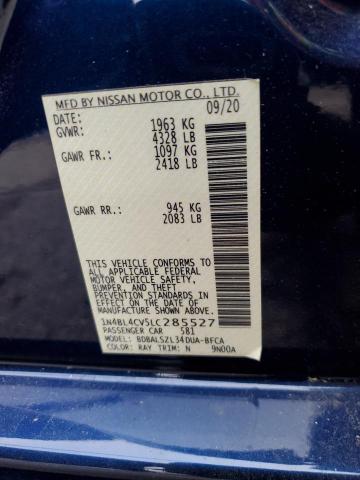 MFD BY NISSAN MOTOR CO., LTD.
DATE: 09/20
GVWR: 1963 KG
4328 LB
GAWR FR.: 1097 KG
2418 LB
GAWR RR.: 945 KG
2083 LB
THIS VEHICLE CONFORMS TO
ALL APPLICABLE FEDERAL
MOTOR VEHICLE SAFETY,
BUMPER, AND THEFT
PREVENTION STANDARDS IN
EFFECT ON THE DATE OF
MANUFACTURE SHOWN ABOVE.
1N4BL4CV5LC285527
PASSENGER CAR 581
MODEL: BDBALSZL34DUA-BFCA
COLOR: RAY TRIM: N 9N00A